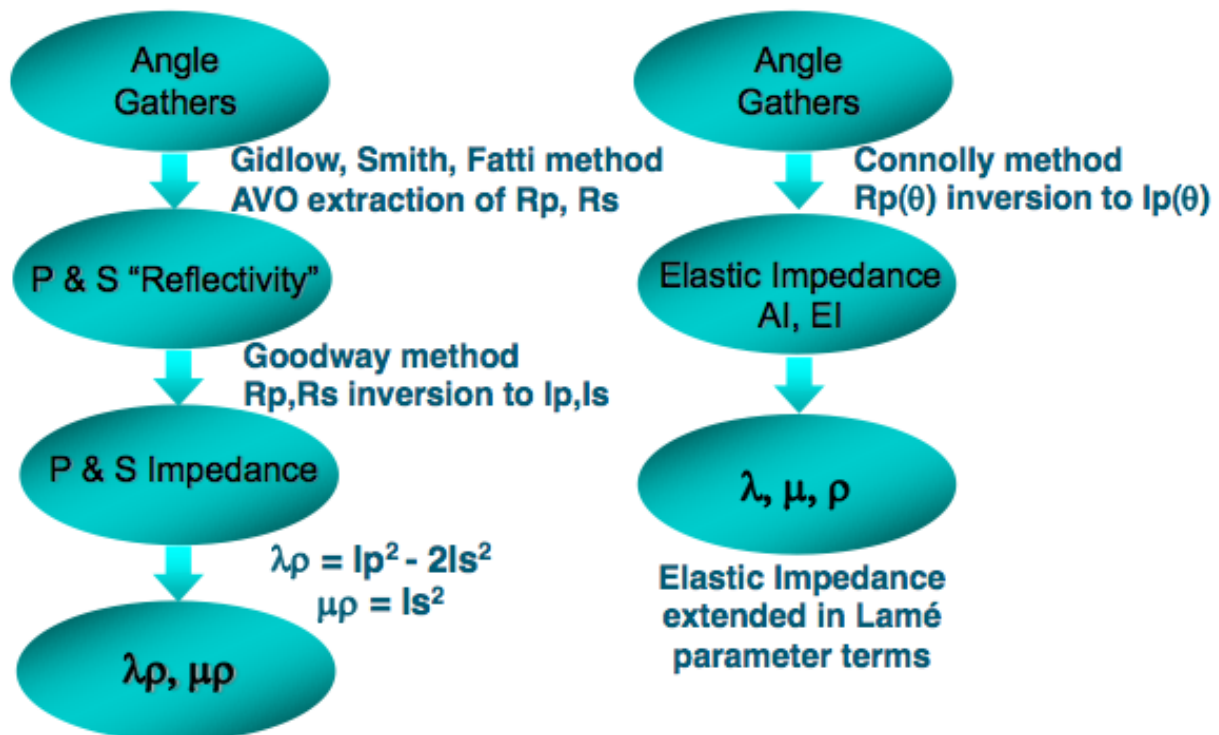 Angle
Gathers
Gidlow, Smith, Fatti method
AVO extraction of Rp, Rs
P & S “Reflectivity”
Goodway method
Rp,Rs inversion to Ip,Is
P & S Impedance
λρ = Ip² - 2Is²
μρ = Is²
λρ, μρ
Angle
Gathers
Connolly method
Rp(θ) inversion to Ip(θ)
Elastic Impedance
AI, EI
λ, μ, ρ
Elastic Impedance
extended in Lamé
parameter terms